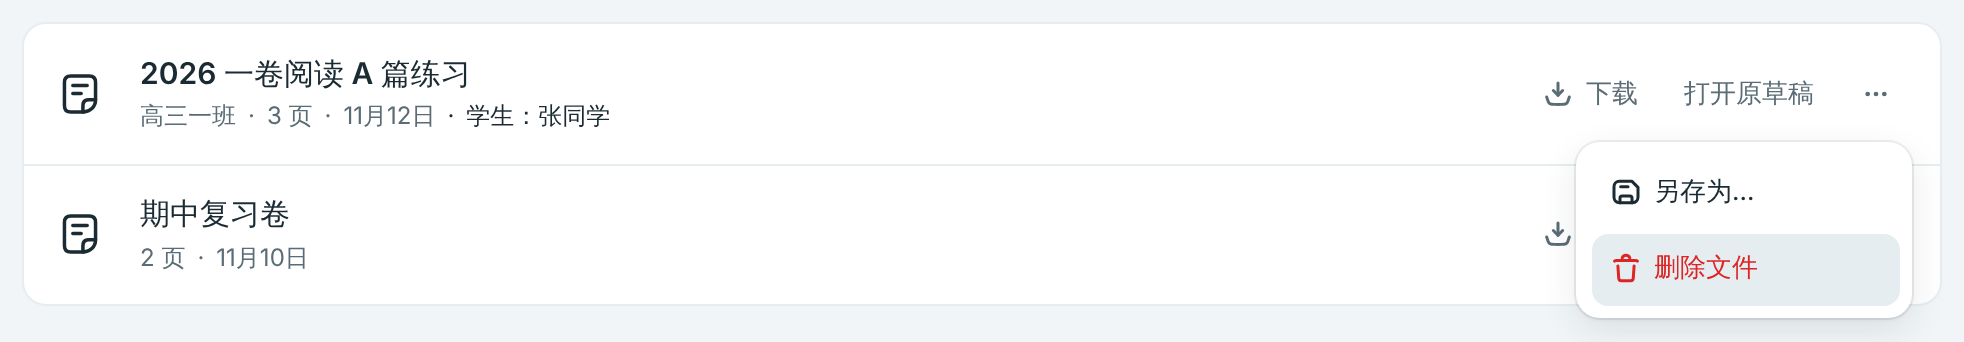 2026 一卷阅读 A 篇练习
高三一班 · 3 页 · 11月12日 · 学生：张同学
下载 打开原草稿 ···
另存为...
期中复习卷
2 页 · 11月10日
删除文件